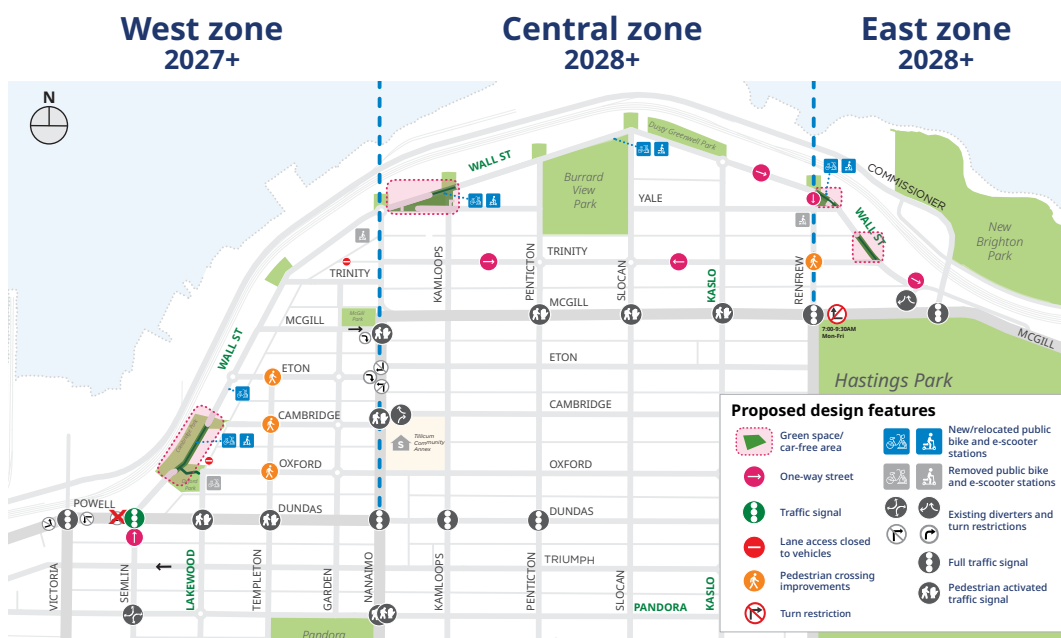 West zone
2027+
Central zone
2028+
East zone
2028+
N
WALL ST
Dusty Greenwell Park
Burrard
View
Park
YALE
COMMISSIONER
WALL ST
New
Brighton
Park
KAMLOOPS
TRINITY
PENTICTON
SLOCAN
KASLO
RENFREW
TRINITY
McGill
Park
MCGILL
MCGILL
7:00-9:30AM
Mon-Fri
MCGILL
WALL ST
ETON
ETON
Hastings Park
CAMBRIDGE
CAMBRIDGE
Tillicum
Community
Annex
S
OXFORD
OXFORD
Park
POWELL
DUNDAS
DUNDAS
TRIUMPH
VICTORIA
SEMLIN
LAKEWOOD
TEMPLETON
GARDEN
NANAIMO
KAMLOOPS
PENTICTON
SLOCAN
PANDORA
KASLO
Pandora
Proposed design features
Green space/
car-free area
One-way street
Traffic signal
Lane access closed
to vehicles
Pedestrian crossing
improvements
Turn restriction
New/relocated public
bike and e-scooter
stations
Removed public bike
and e-scooter stations
Existing diverters and
turn restrictions
Full traffic signal
Pedestrian activated
traffic signal